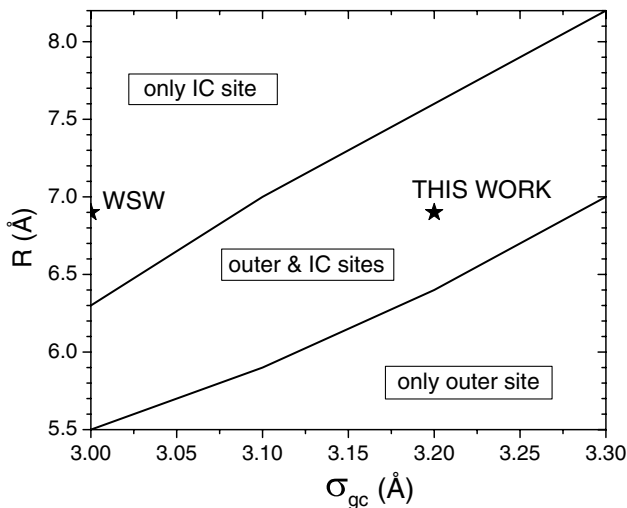 8.0
7.5
7.0
6.5
6.0
5.5
R (Å)
only IC site
WSW
THIS WORK
outer & IC sites
only outer site
3.00 3.05 3.10 3.15 3.20 3.25 3.30
σgc (Å)